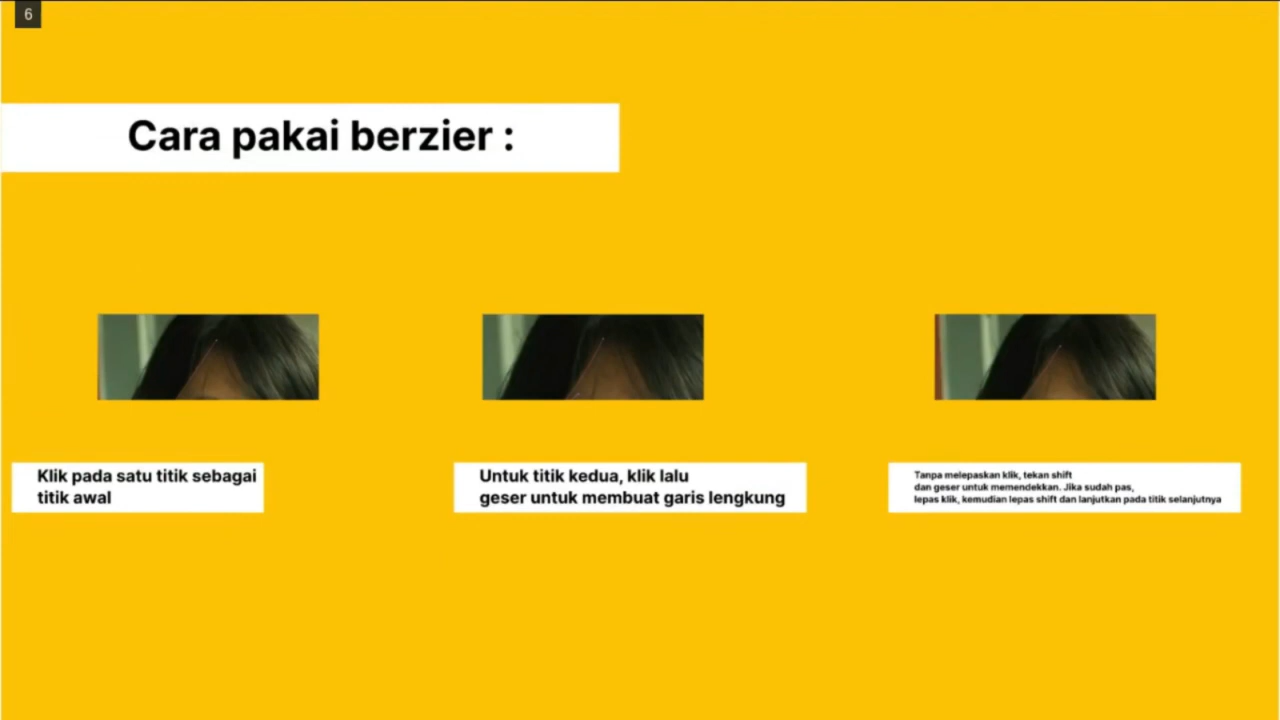 6
Cara pakai berzier :
Klik pada satu titik sebagai
titik awal
Untuk titik kedua, klik lalu
geser untuk membuat garis lengkung
Tanpa melepaskan klik, tekan shift
dan geser untuk memendekkan. Jika sudah pas,
lepas klik, kemudian lepas shift dan lanjutkan pada titik selanjutnya